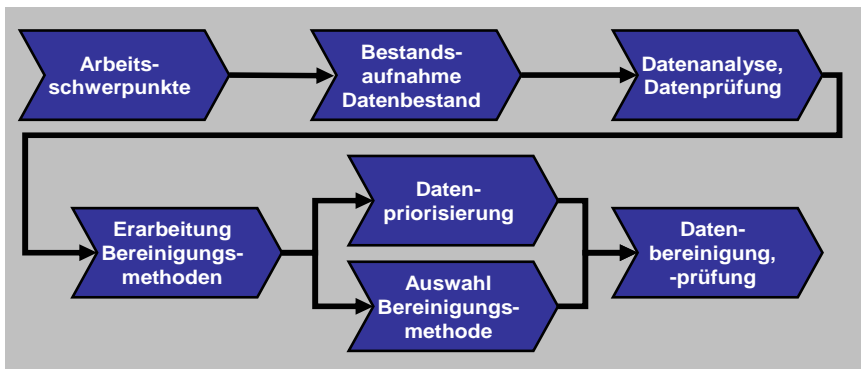 Arbeits-
schwerpunkte
Bestands-
aufnahme
Datenbestand
Datenanalyse,
Datenprüfung
Erarbeitung
Bereinigungs-
methoden
Daten-
priorisierung
Auswahl
Bereinigungs-
methode
Daten-
bereinigung,
-prüfung